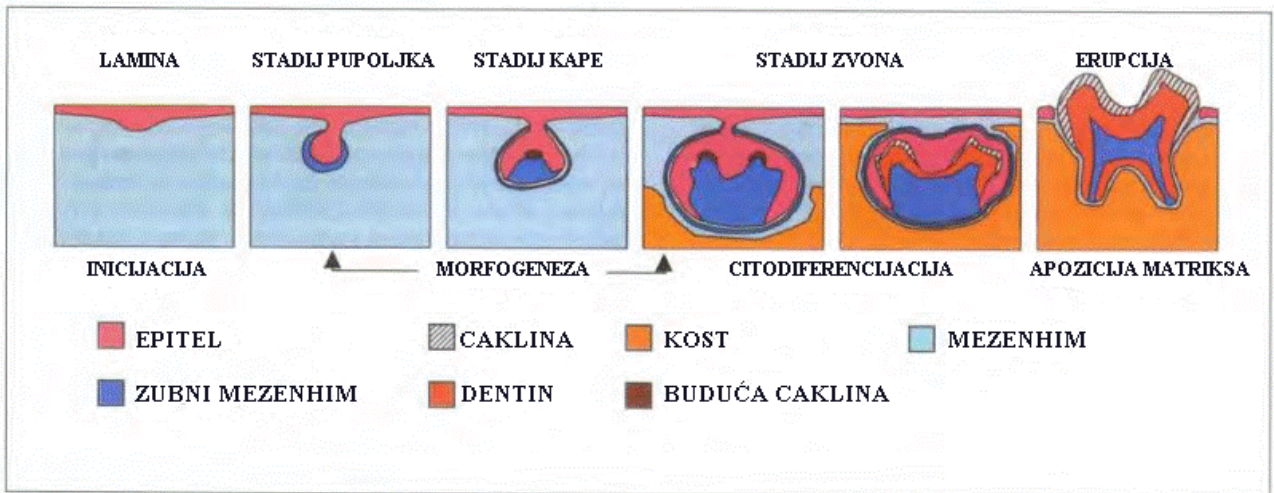 LAMINA STADIJ PUPOLJKA STADIJ KAPE STADIJ ZVONA ERUPCIJA
INICIJACIJA MORFOGENEZA CITODIFERENCIJACIJA APOZICIJA MATRIKSA
EPITEL CAKLINA KOST MEZENHIM
ZUBNI MEZENHIM DENTIN BUDUĆA CAKLINA